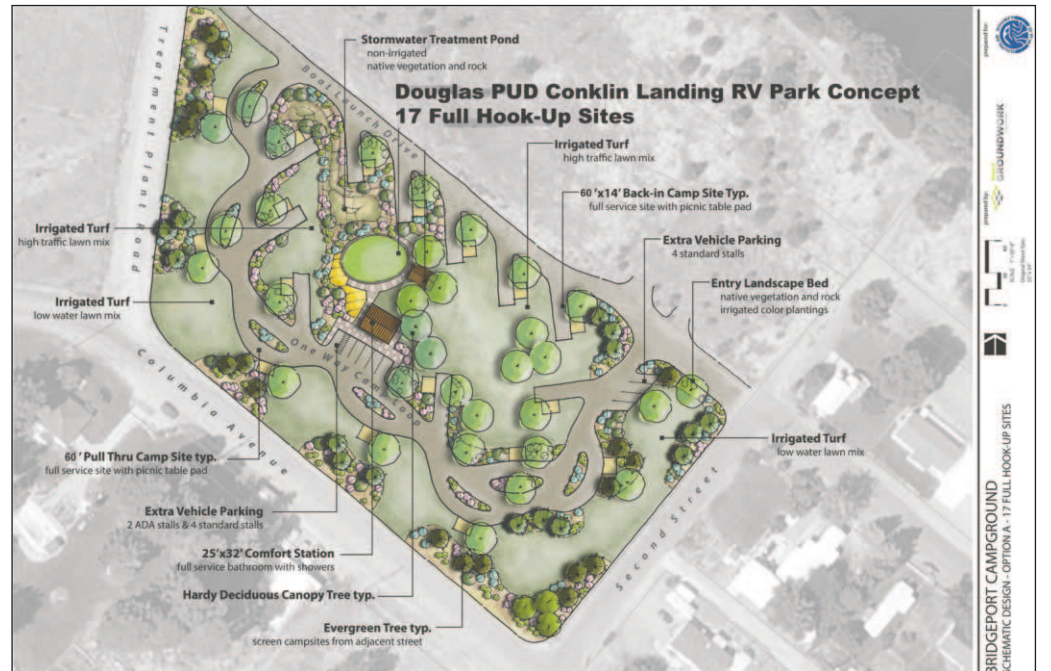 Stormwater Treatment Pond
non-irrigated
native vegetation and rock
Douglas PUD Conklin Landing RV Park Concept
17 Full Hook-Up Sites
Treatment plant Road
Boat Launch Drive
Irrigated Turf
high traffic lawn mix
60 'x14' Back-in Camp Site Typ.
full service site with picnic table pad
Extra Vehicle Parking
4 standard stalls
Entry Landscape Bed
native vegetation and rock
irrigated color plantings
Irrigated Turf
high traffic lawn mix
Irrigated Turf
low water lawn mix
One Way Camp Loop
Columbia Avenue
Irrigated Turf
low water lawn mix
60 ' Pull Thru Camp Site typ.
full service site with picnic table pad
Second Street
Extra Vehicle Parking
2 ADA stalls & 4 standard stalls
25'x32' Comfort Station
full service bathroom with showers
Hardy Deciduous Canopy Tree typ.
Evergreen Tree typ.
screen campsites from adjacent street
prepared for:
prepared by:
GROUNDWORK
BRIDGEPORT CAMPGROUND
SCHEMATIC DESIGN - OPTION A - 17 FULL HOOK-UP SITES